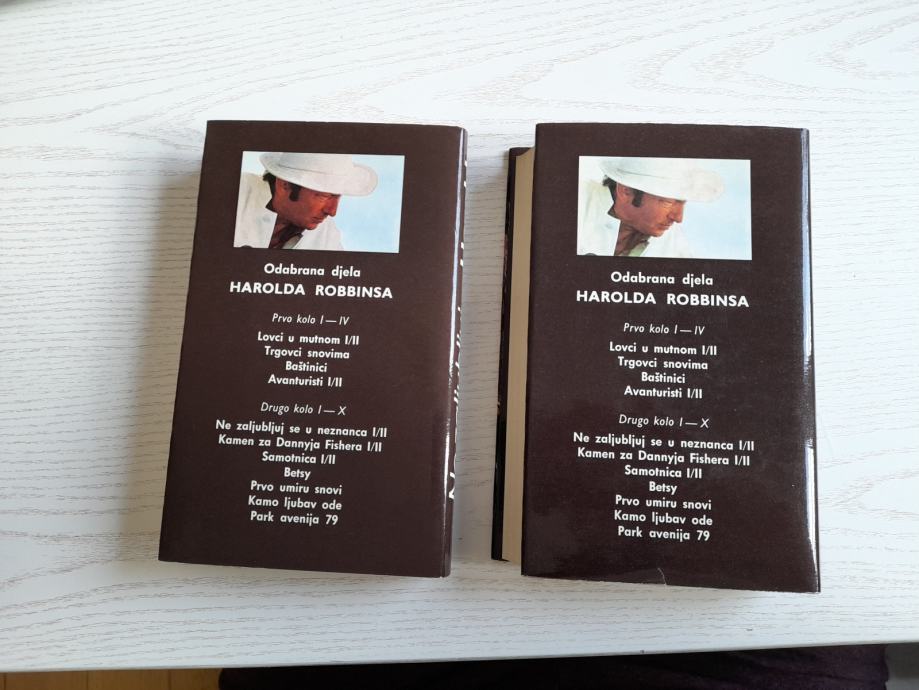 Odabrana djela
HAROLDA ROBBINSA
Prvo kolo I — IV
Lovci u mutnom I/II
Trgovci snovima
Baštinici
Avanturisti I/II
Drugo kolo I — X
Ne zaljubljuj se u neznanca I/II
Kamen za Dannyja Fishera I/II
Samotnica I/II
Betsy
Prvo umiru snovi
Kamo ljubav ode
Park avenija 79
Odabrana djela
HAROLDA ROBBINSA
Prvo kolo I — IV
Lovci u mutnom I/II
Trgovci snovima
Baštinici
Avanturisti I/II
Drugo kolo I — X
Ne zaljubljuj se u neznanca I/II
Kamen za Dannyja Fishera I/II
Samotnica I/II
Betsy
Prvo umiru snovi
Kamo ljubav ode
Park avenija 79